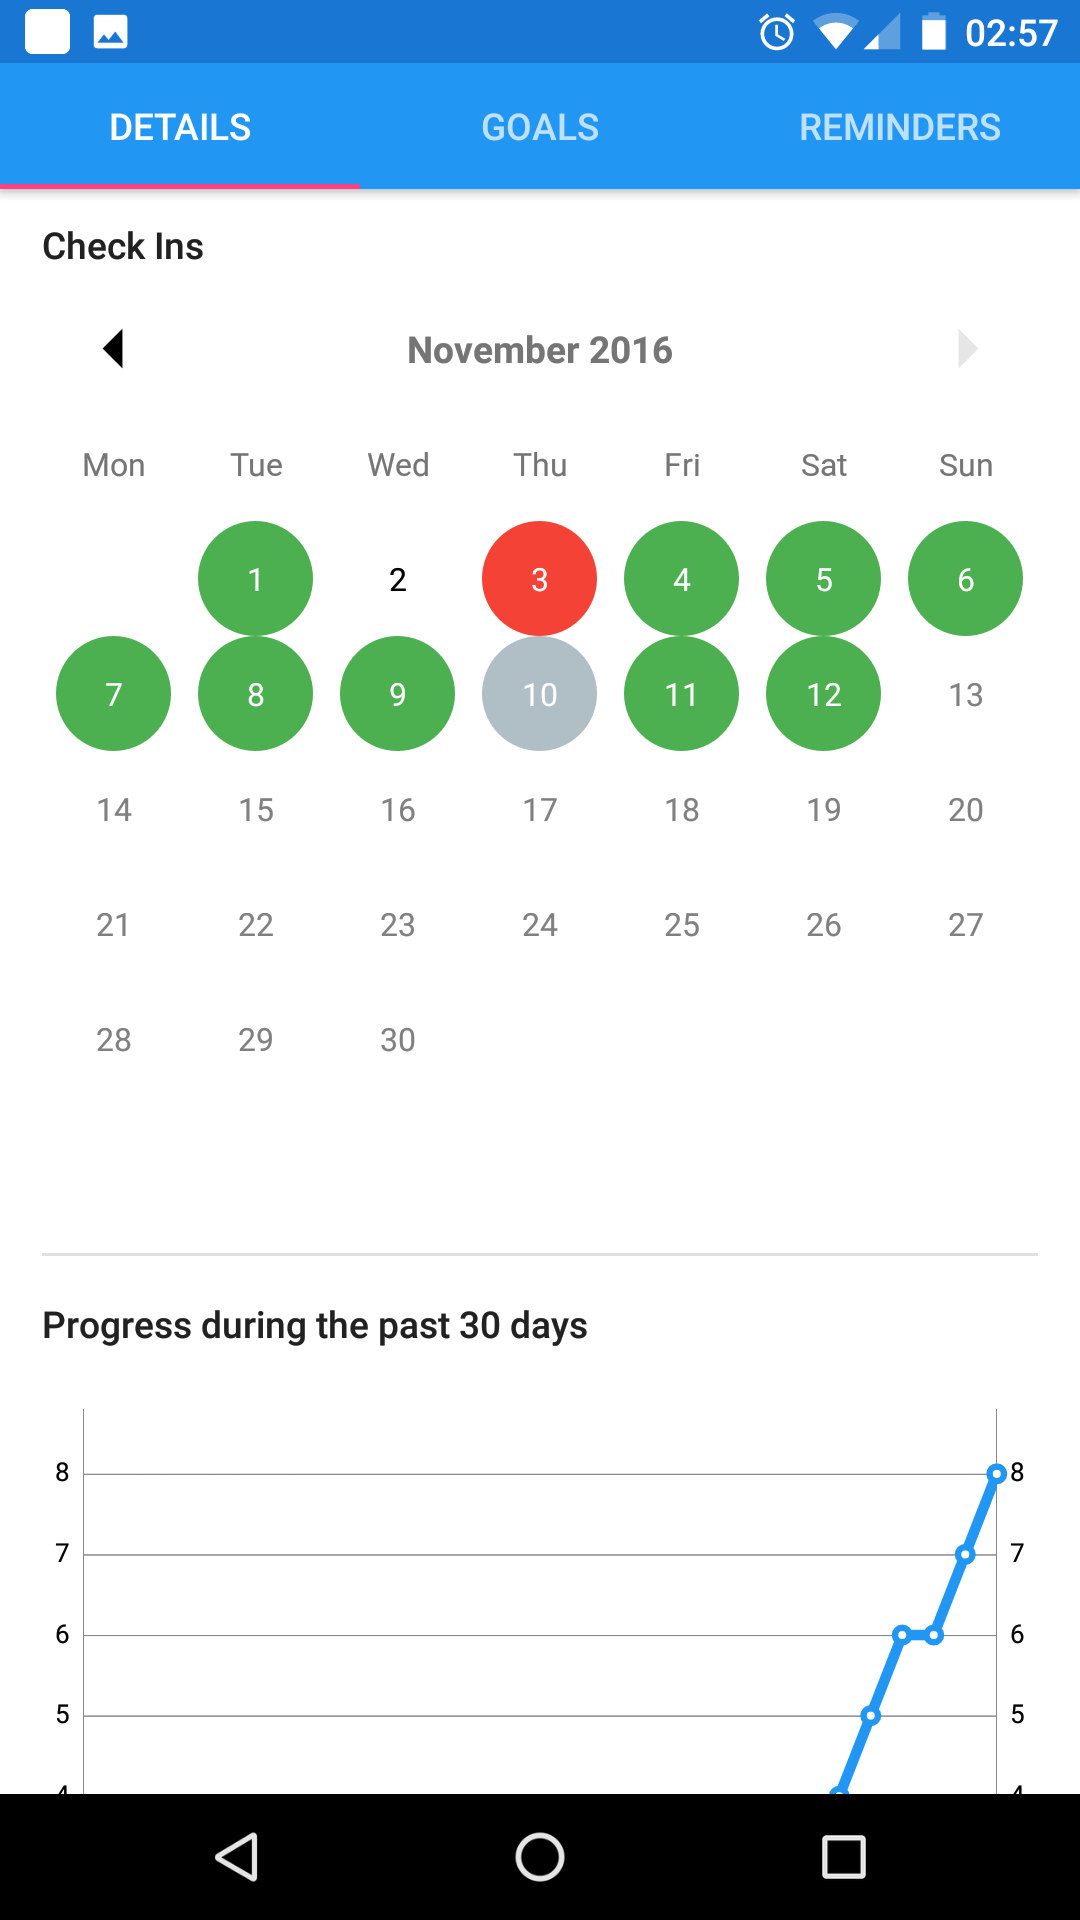 02:57
DETAILS GOALS REMINDERS
Check Ins
November 2016
Mon Tue Wed Thu Fri Sat Sun
1 2 3 4 5 6
7 8 9 10 11 12 13
14 15 16 17 18 19 20
21 22 23 24 25 26 27
28 29 30
Progress during the past 30 days
8 8
7 7
6 6
5 5
4 4